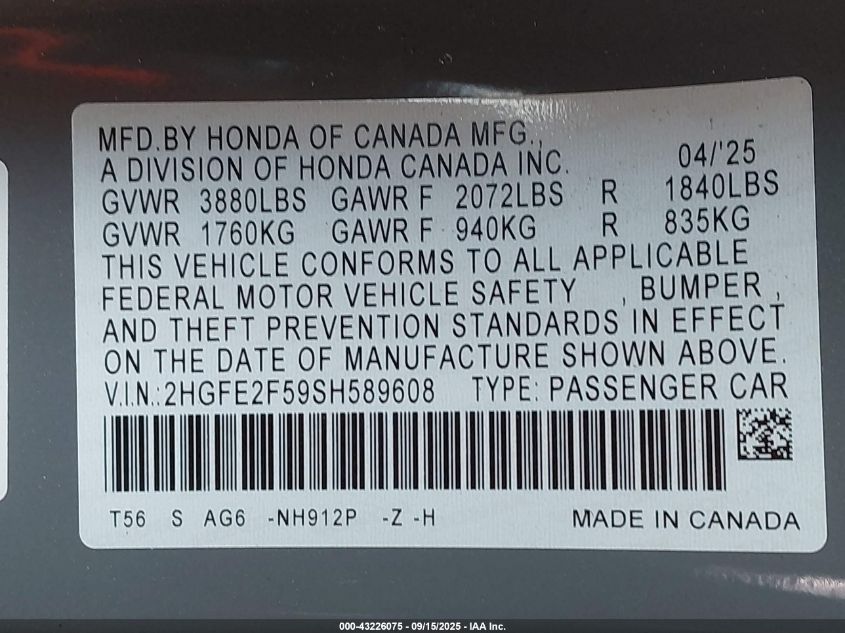 MFD.BY HONDA OF CANADA MFG.,
A DIVISION OF HONDA CANADA INC. 04/'25
GVWR 3880LBS GAWR F 2072LBS R 1840LBS
GVWR 1760KG GAWR F 940KG R 835KG
THIS VEHICLE CONFORMS TO ALL APPLICABLE
FEDERAL MOTOR VEHICLE SAFETY , BUMPER ,
AND THEFT PREVENTION STANDARDS IN EFFECT
ON THE DATE OF MANUFACTURE SHOWN ABOVE.
V.I.N.:2HGFE2F59SH589608 TYPE: PASSENGER CAR
T56 S AG6 -NH912P -Z -H MADE IN CANADA
000-43226075 - 09/15/2025 - IAA Inc.